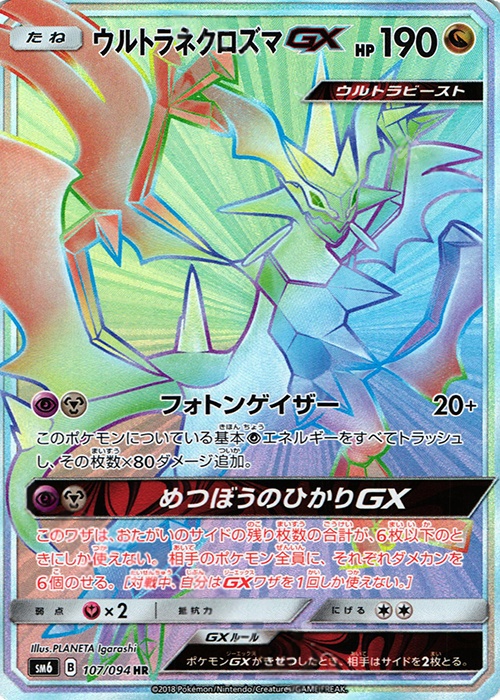 たね ウルトラネクロズマGX HP 190
ウルトラビースト
フォトンゲイザー 20+
このポケモンについている基本エネルギーをすべてトラッシュ
し、その枚数×80ダメージ追加。
めつぼうのひかりGX
このワザは、おたがいのサイドの残り枚数の合計が、6枚以下のと
きにしか使えない。相手のポケモン全員に、それぞれダメカンを
6個のせる。[対戦中、自分はGXワザを1回しか使えない。]
弱点 ×2 抵抗力 にげる
Illus.PLANETA Igarashi
GXルール
sm6 B 107/094 HR
ポケモンGXがきぜつしたとき、相手はサイドを2枚とる。
©2018 Pokémon/Nintendo/Creatures/GAME FREAK.